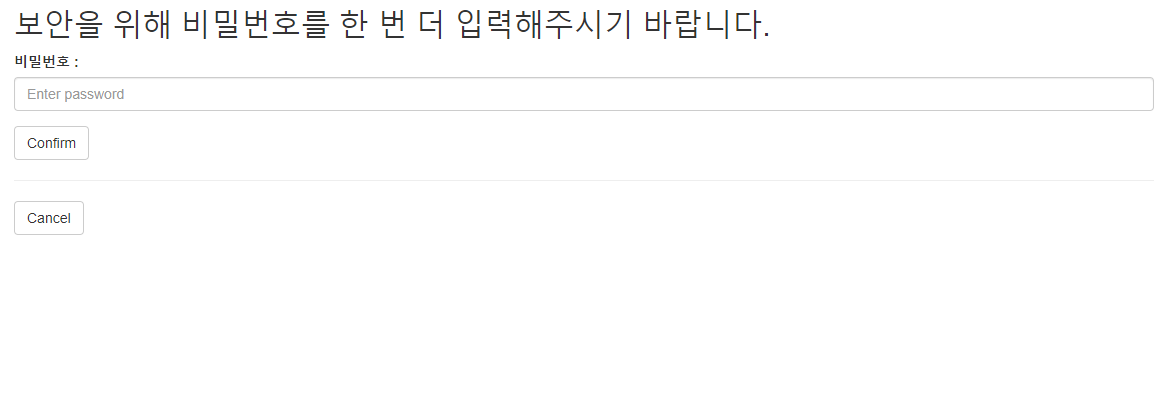 보안을 위해 비밀번호를 한 번 더 입력해주시기 바랍니다.
비밀번호 :
Enter password
Confirm
Cancel